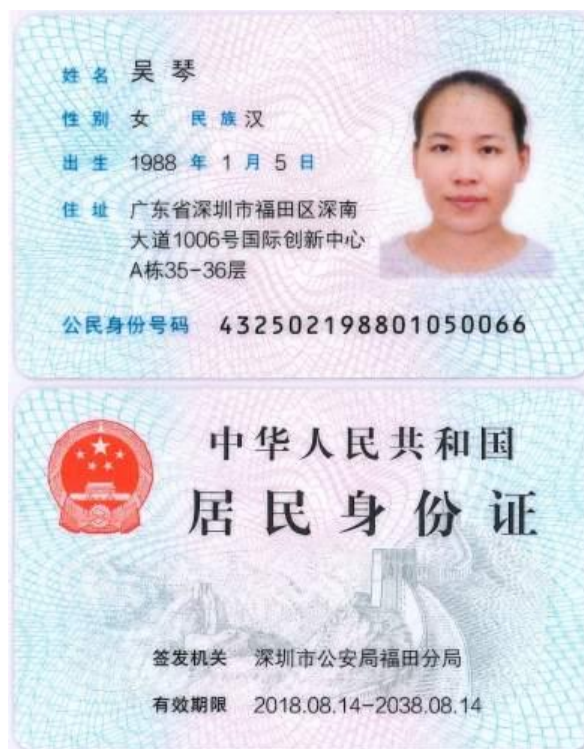 姓名 吴琴
性别 女 民族 汉
出生 1988 年 1 月 5 日
住址 广东省深圳市福田区深南
大道1006号国际创新中心
A栋35-36层
公民身份号码 432502198801050066
中华人民共和国
居民身份证
签发机关 深圳市公安局福田分局
有效期限 2018.08.14-2038.08.14